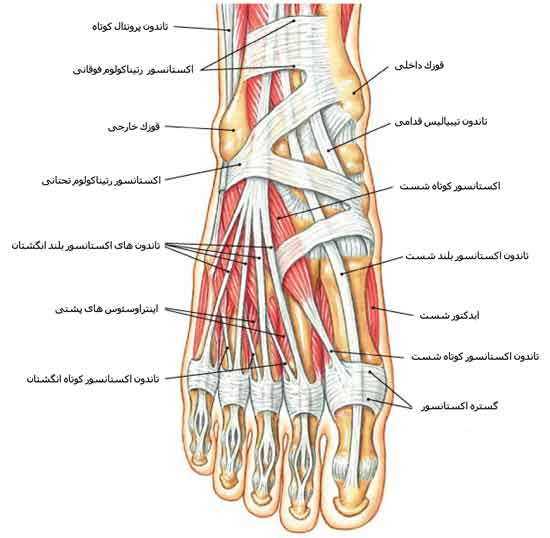 تاندون پرونئال کوتاه
اکستانسور رتیناکولوم فوقانی
قوزک داخلی
تاندون تیبیالیس قدامی
قوزک خارجی
اکستانسور رتیناکولوم تحتانی
اکستانسور کوتاه شست
تاندون های اکستانسور بلند انگشتان
تاندون اکستانسور بلند شست
اینتراوسئوس های پشتی
ابدکتور شست
تاندون اکستانسور کوتاه شست
تاندون اکستانسور کوتاه انگشتان
گستره اکستانسور